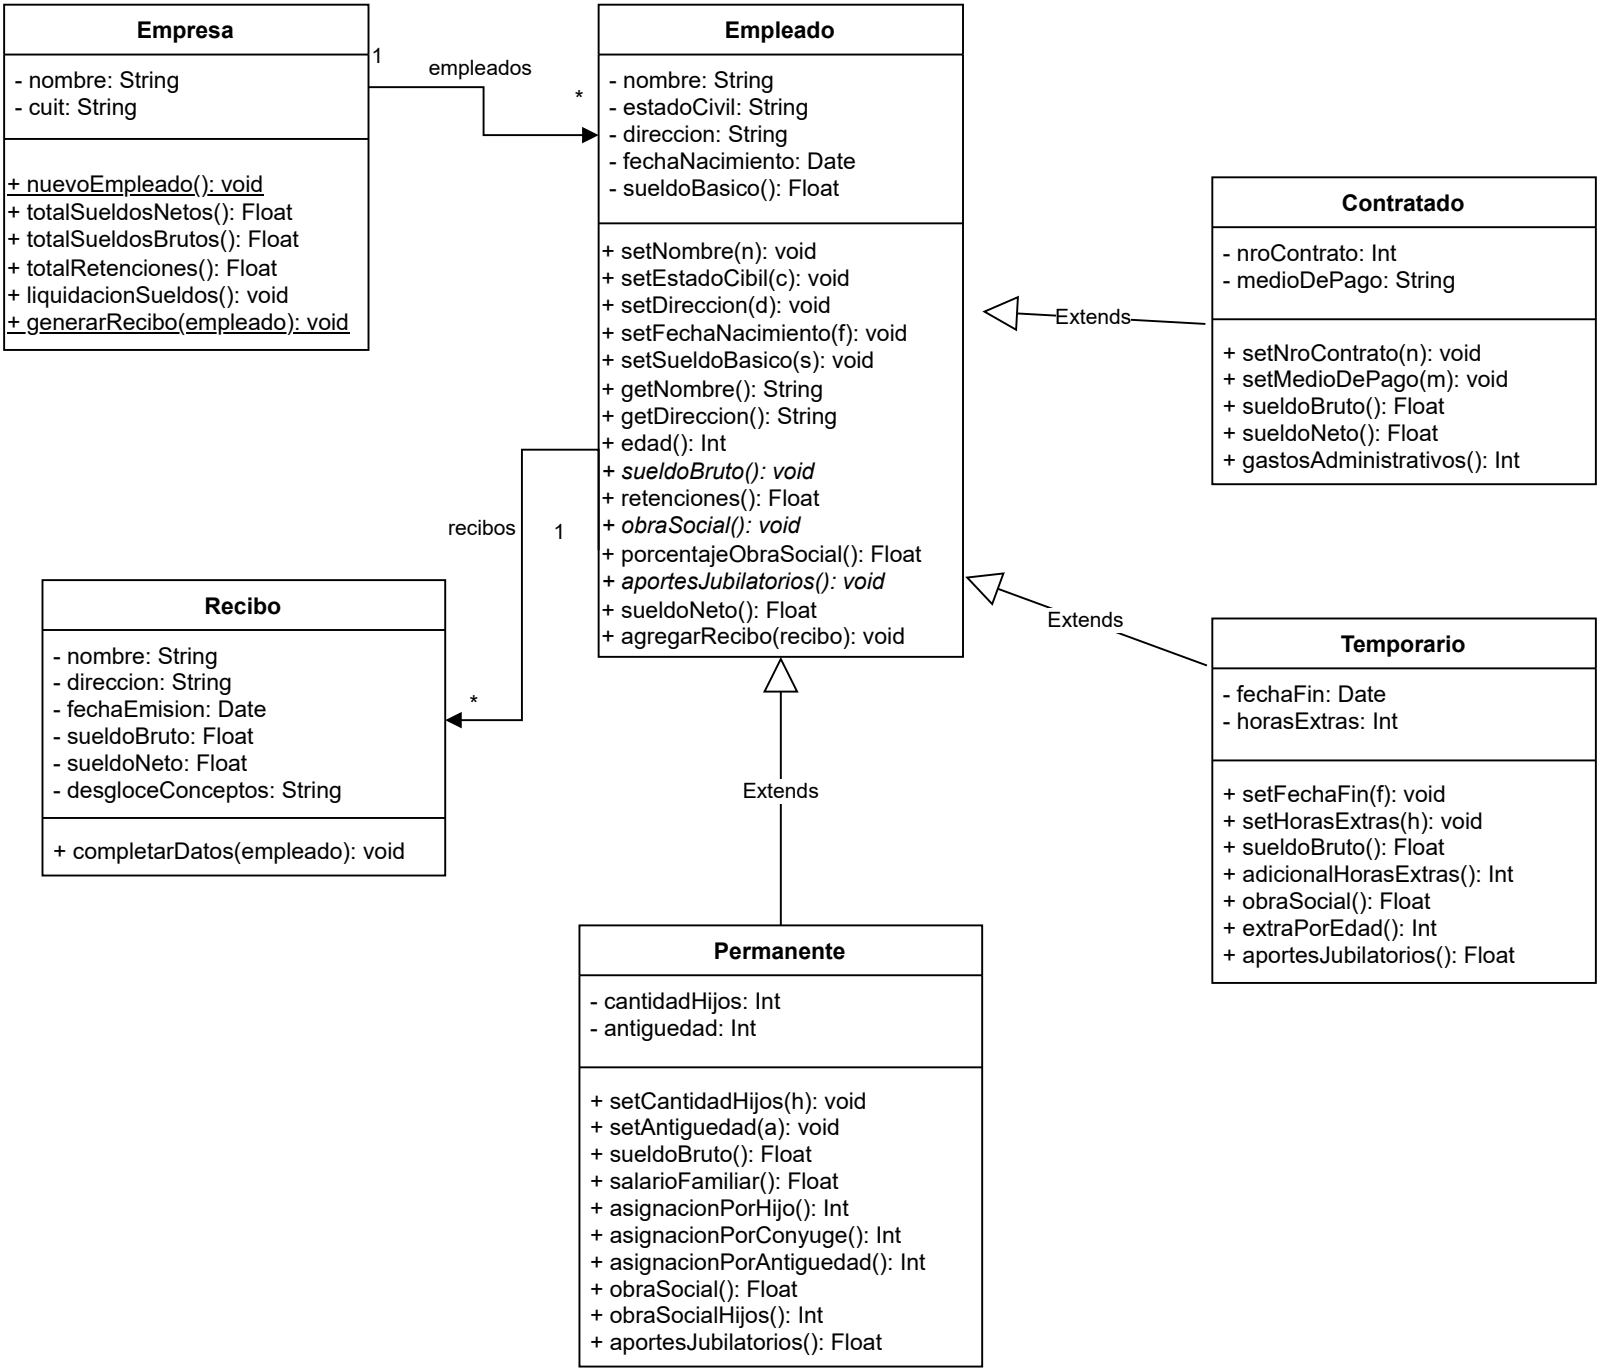 Empresa
- nombre: String
- cuit: String
+ nuevoEmpleado(): void
+ totalSueldosNetos(): Float
+ totalSueldosBrutos(): Float
+ totalRetenciones(): Float
+ liquidacionSueldos(): void
+ generarRecibo(empleado): void
1
empleados
*
Empleado
- nombre: String
- estadoCivil: String
- direccion: String
- fechaNacimiento: Date
- sueldoBasico(): Float
+ setNombre(n): void
+ setEstadoCibil(c): void
+ setDireccion(d): void
+ setFechaNacimiento(f): void
+ setSueldoBasico(s): void
+ getNombre(): String
+ getDireccion(): String
+ edad(): Int
+ sueldoBruto(): void
+ retenciones(): Float
+ obraSocial(): void
+ porcentajeObraSocial(): Float
+ aportesJubilatorios(): void
+ sueldoNeto(): Float
+ agregarRecibo(recibo): void
Extends
Contratado
- nroContrato: Int
- medioDePago: String
+ setNroContrato(n): void
+ setMedioDePago(m): void
+ sueldoBruto(): Float
+ sueldoNeto(): Float
+ gastosAdministrativos(): Int
recibos
1
*
Recibo
- nombre: String
- direccion: String
- fechaEmision: Date
- sueldoBruto: Float
- sueldoNeto: Float
- desgloceConceptos: String
+ completarDatos(empleado): void
Extends
Temporario
- fechaFin: Date
- horasExtras: Int
+ setFechaFin(f): void
+ setHorasExtras(h): void
+ sueldoBruto(): Float
+ adicionalHorasExtras(): Int
+ obraSocial(): Float
+ extraPorEdad(): Int
+ aportesJubilatorios(): Float
Extends
Permanente
- cantidadHijos: Int
- antiguedad: Int
+ setCantidadHijos(h): void
+ setAntiguedad(a): void
+ sueldoBruto(): Float
+ salarioFamiliar(): Float
+ asignacionPorHijo(): Int
+ asignacionPorConyuge(): Int
+ asignacionPorAntiguedad(): Int
+ obraSocial(): Float
+ obraSocialHijos(): Int
+ aportesJubilatorios(): Float